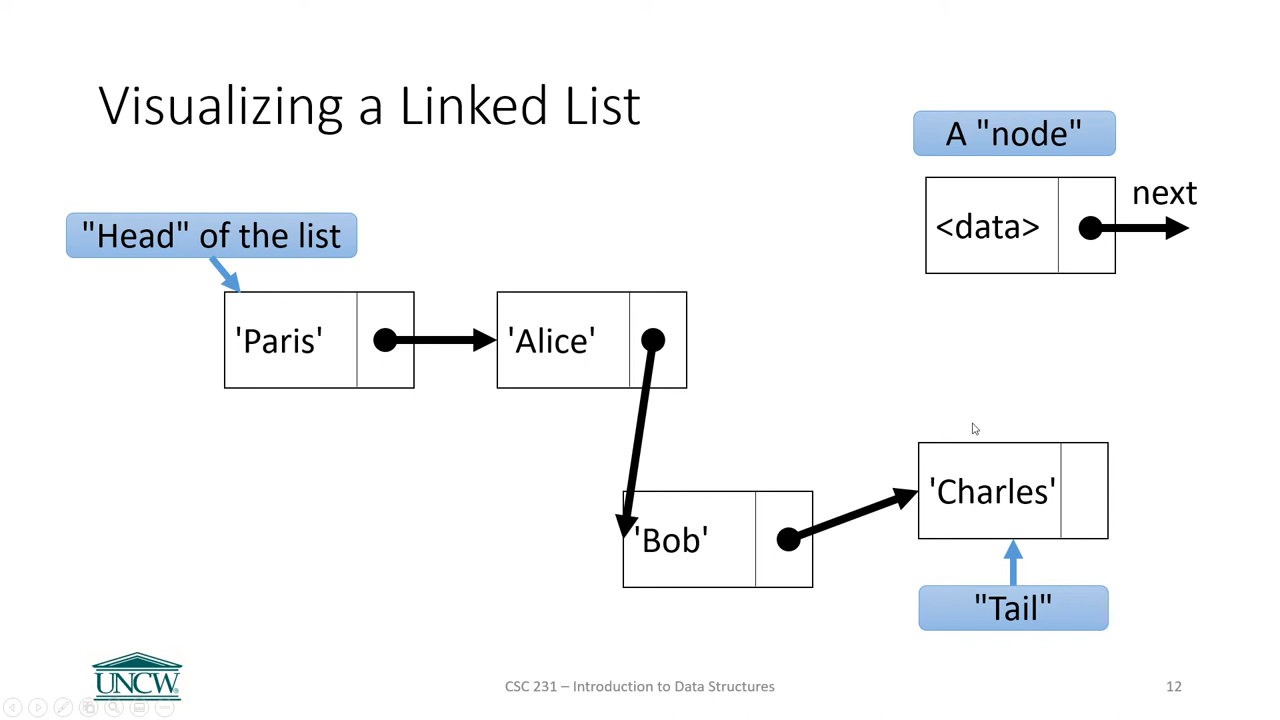 Visualizing a Linked List
A "node"
next
<data>
"Head" of the list
'Paris'
'Alice'
'Bob'
'Charles'
"Tail"
UNCW
CSC 231 – Introduction to Data Structures
12